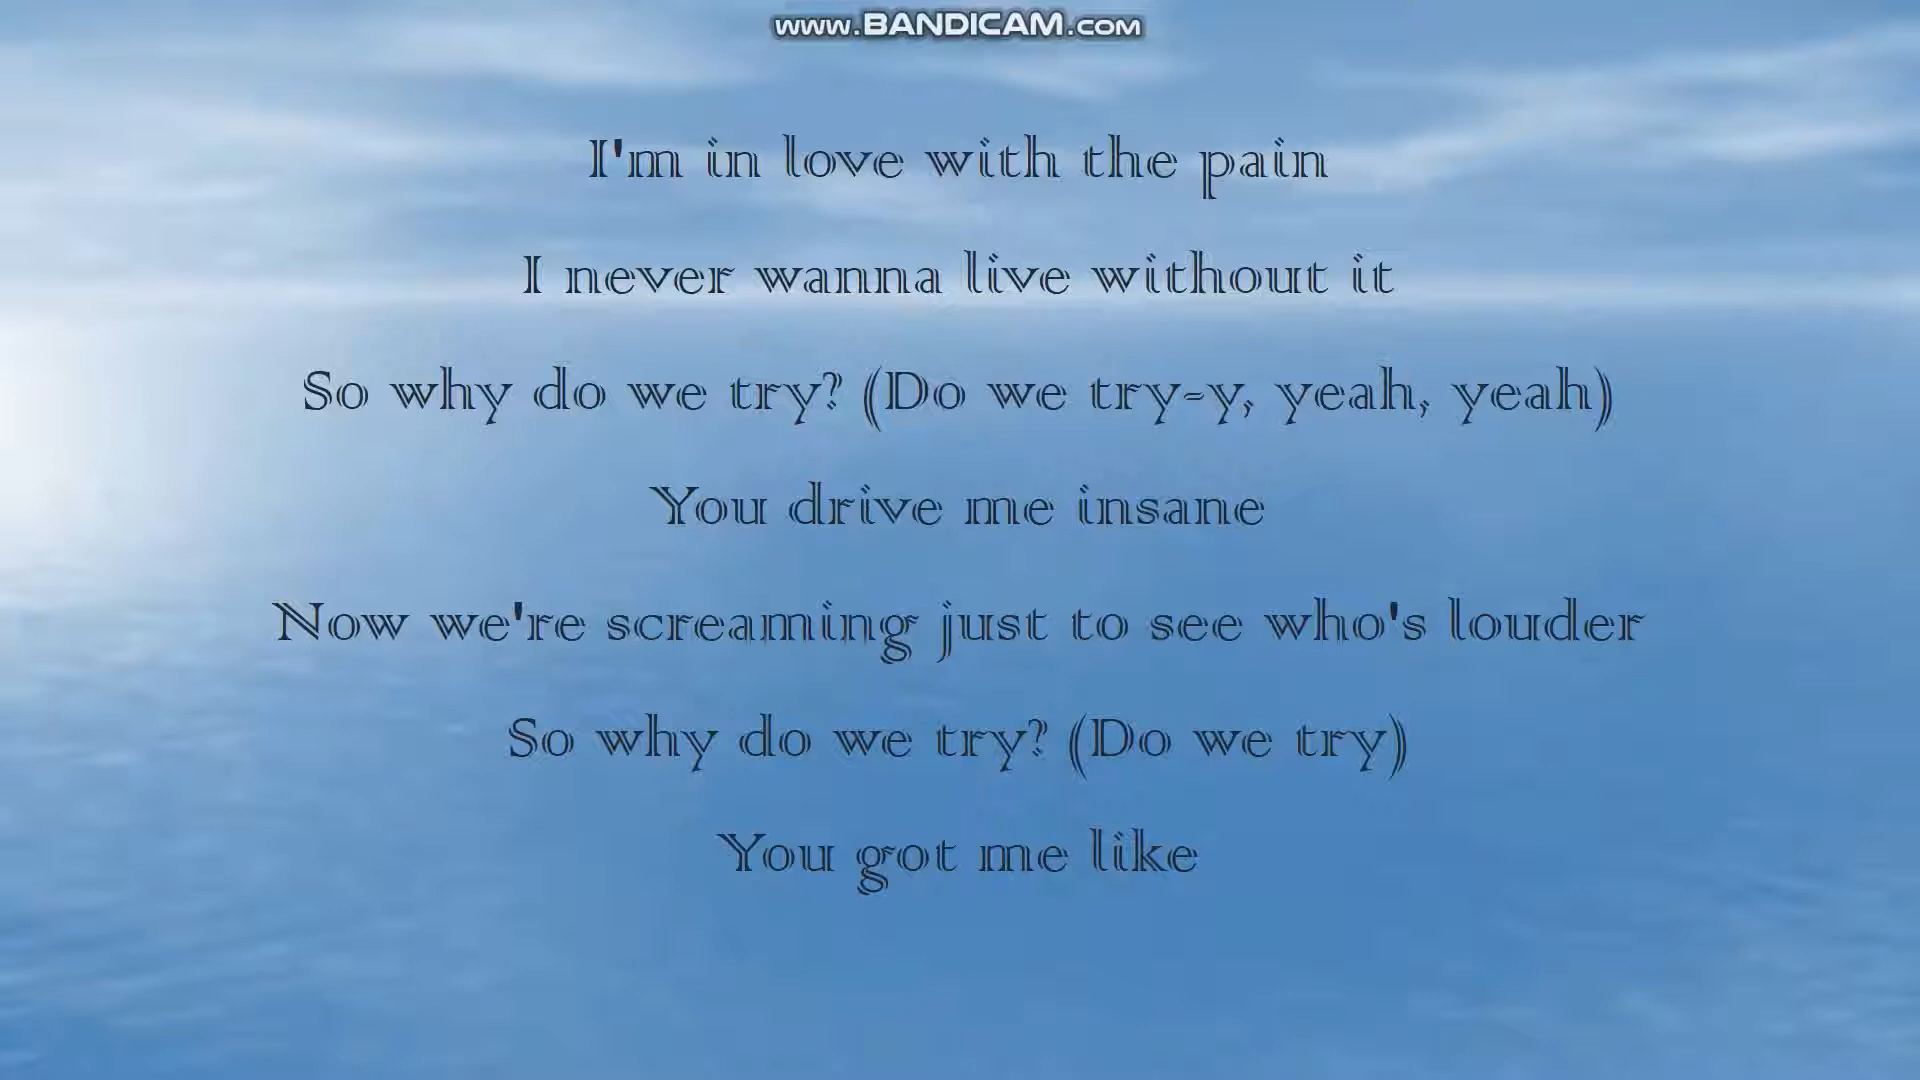 www.BANDICAM.com
I'm in love with the pain
I never wanna live without it
So why do we try? (Do we try-y, yeah, yeah)
You drive me insane
Now we're screaming just to see who's louder
So why do we try? (Do we try)
You got me like